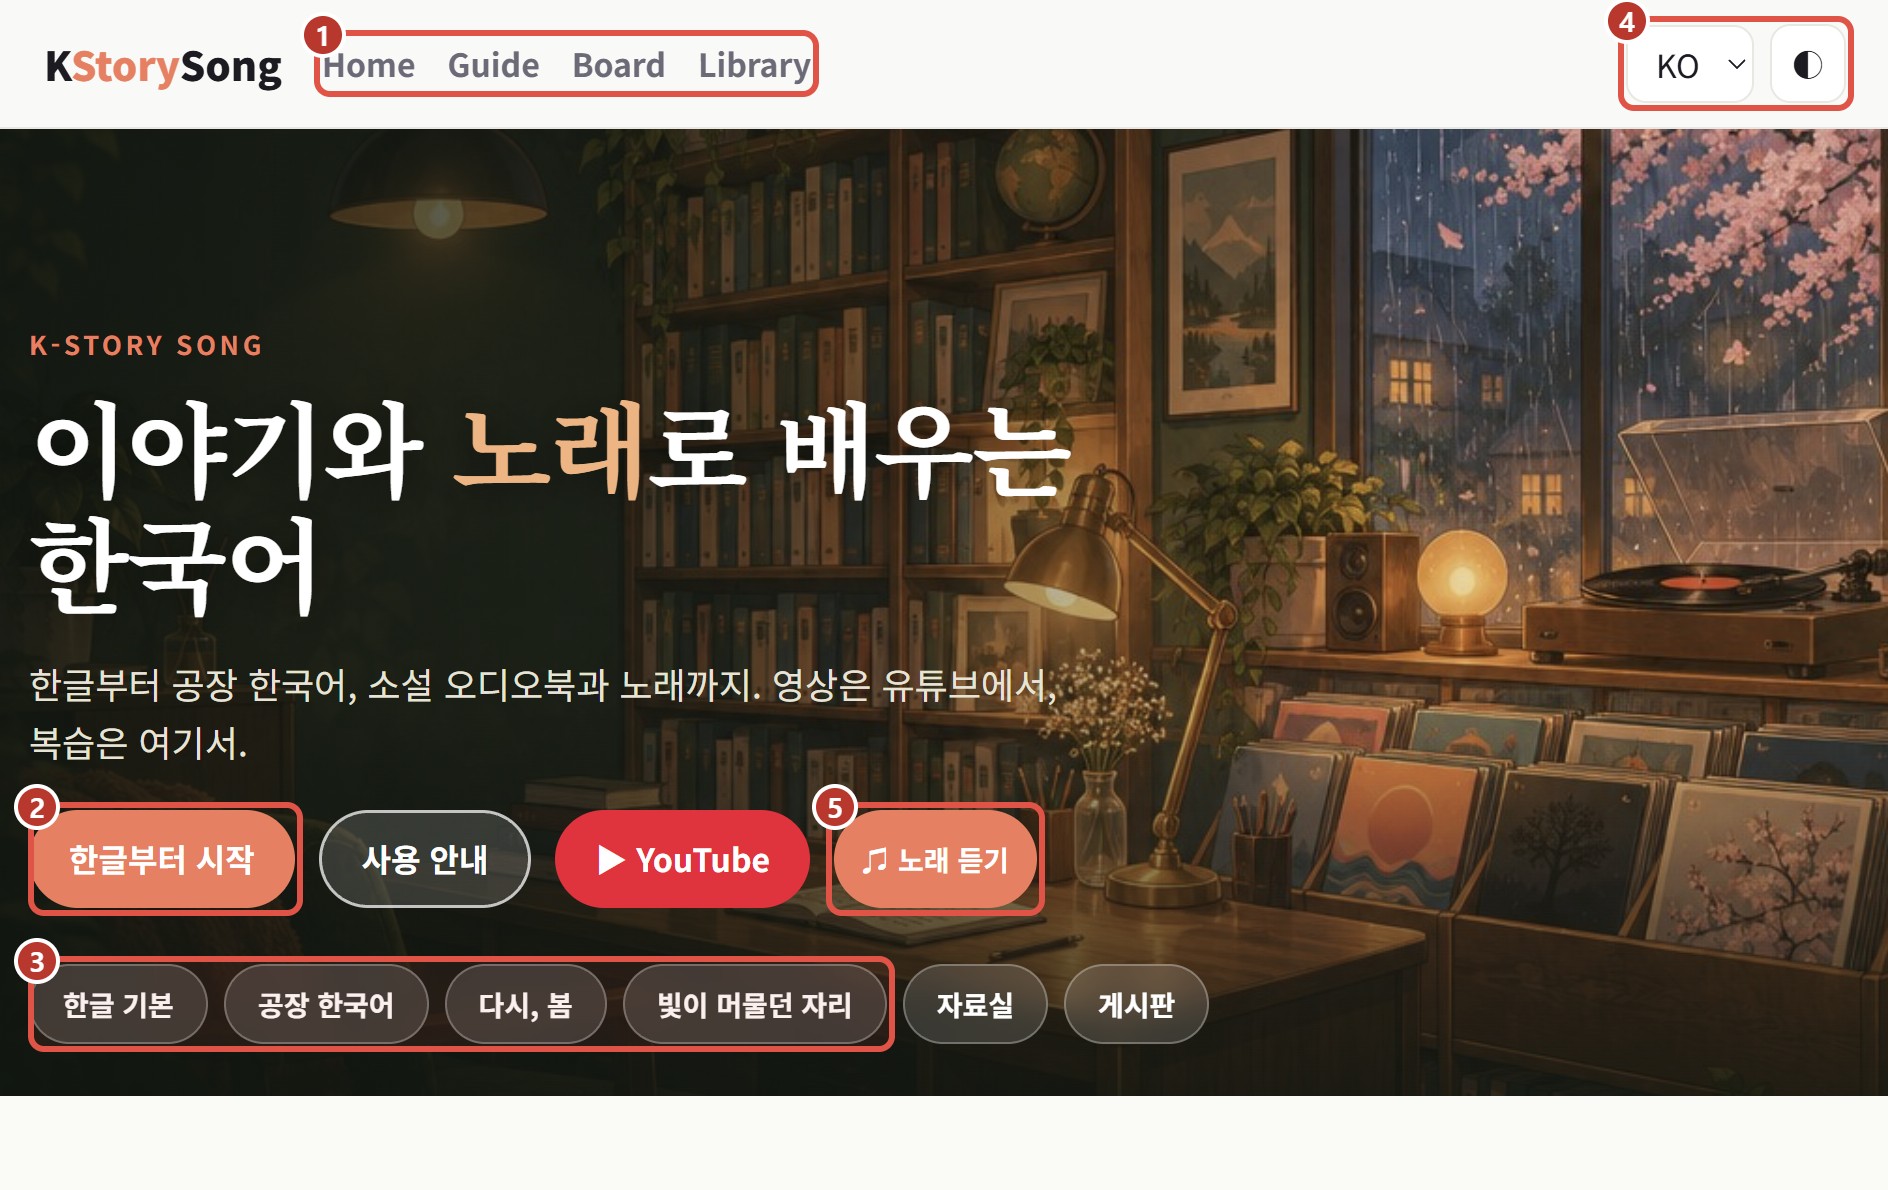 KStorySong
1 Home Guide Board Library
4 KO
K-STORY SONG
이야기와 노래로 배우는
한국어
한글부터 공장 한국어, 소설 오디오북과 노래까지. 영상은 유튜브에서,
복습은 여기서.
2 한글부터 시작 사용 안내 ▶ YouTube 5 ♫ 노래 듣기
3 한글 기본 공장 한국어 다시, 봄 빛이 머물던 자리 자료실 게시판